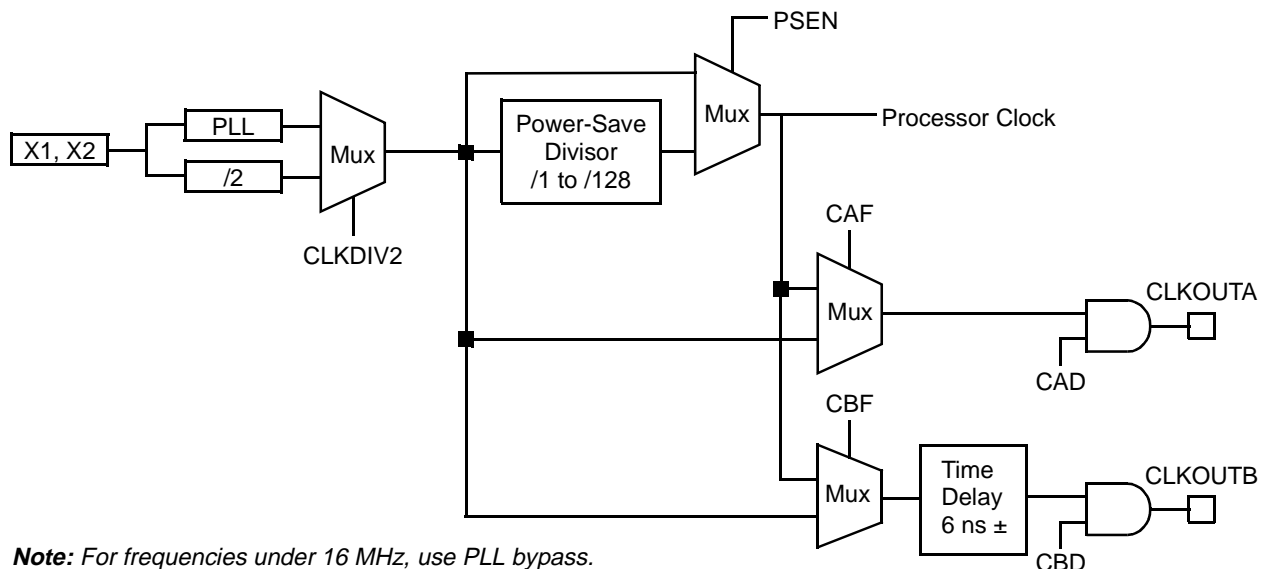 PSEN
X1, X2
PLL
/2
Mux
CLKDIV2
Power-Save
Divisor
/1 to /128
Mux
Processor Clock
CAF
Mux
CLKOUTA
CAD
CBF
Mux
Time
Delay
6 ns ±
CLKOUTB
CBD
Note: For frequencies under 16 MHz, use PLL bypass.